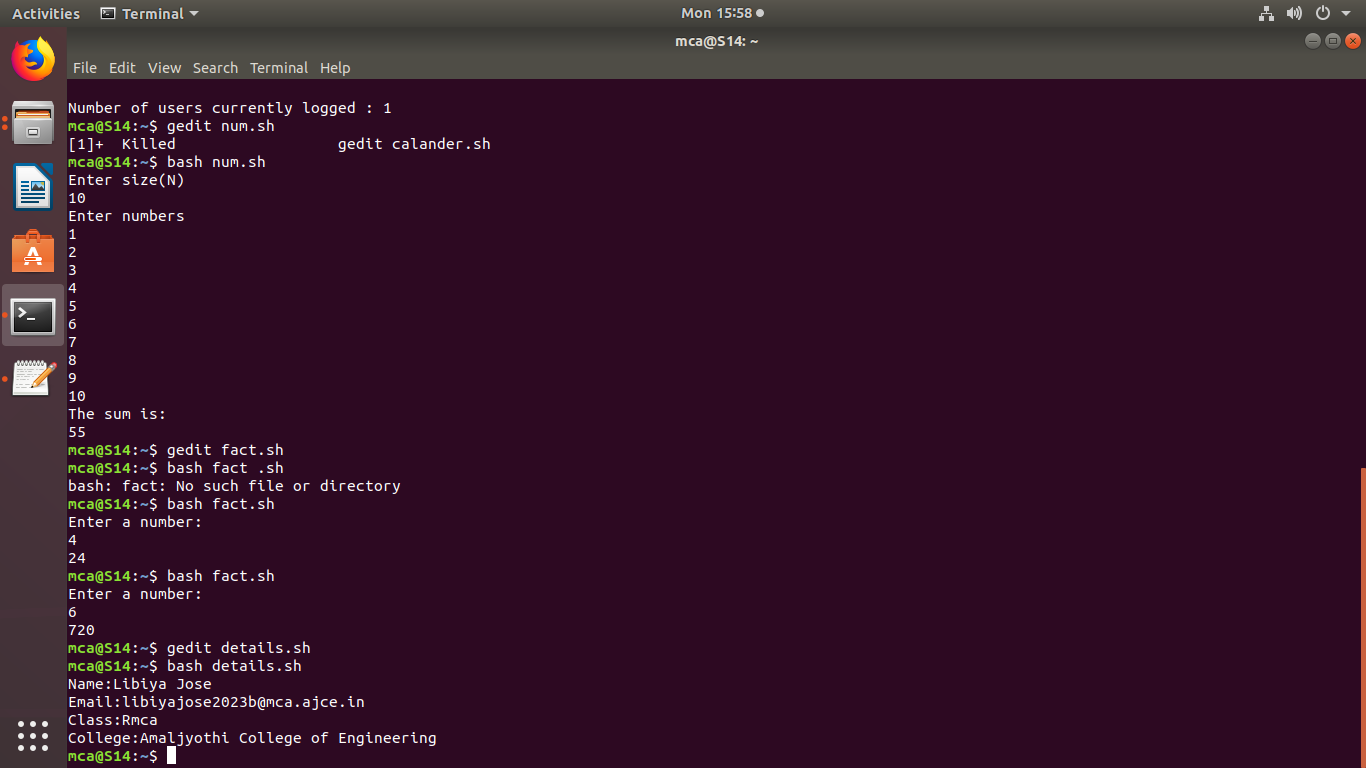 Activities Terminal Mon 15:58
mca@S14: ~
File Edit View Search Terminal Help
Number of users currently logged : 1
mca@S14:~$ gedit num.sh
[1]+  Killed                  gedit calander.sh
mca@S14:~$ bash num.sh
Enter size(N)
10
Enter numbers
1
2
3
4
5
6
7
8
9
10
The sum is:
55
mca@S14:~$ gedit fact.sh
mca@S14:~$ bash fact .sh
bash: fact: No such file or directory
mca@S14:~$ bash fact.sh
Enter a number:
4
24
mca@S14:~$ bash fact.sh
Enter a number:
6
720
mca@S14:~$ gedit details.sh
mca@S14:~$ bash details.sh
Name:Libiya Jose
Email:libiyajose2023b@mca.ajce.in
Class:Rmca
College:Amaljyothi College of Engineering
mca@S14:~$